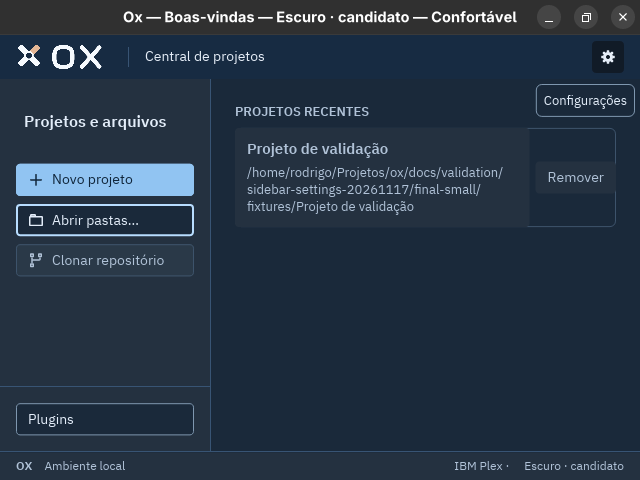 Ox — Boas-vindas — Escuro · candidato — Confortável
OX
Central de projetos
Projetos e arquivos
Novo projeto
Abrir pastas...
Clonar repositório
Plugins
Configurações
PROJETOS RECENTES
Projeto de validação
/home/rodrigo/Projetos/ox/docs/validation/
sidebar-settings-20261117/final-small/
fixtures/Projeto de validação
Remover
OX Ambiente local
IBM Plex · Escuro · candidato